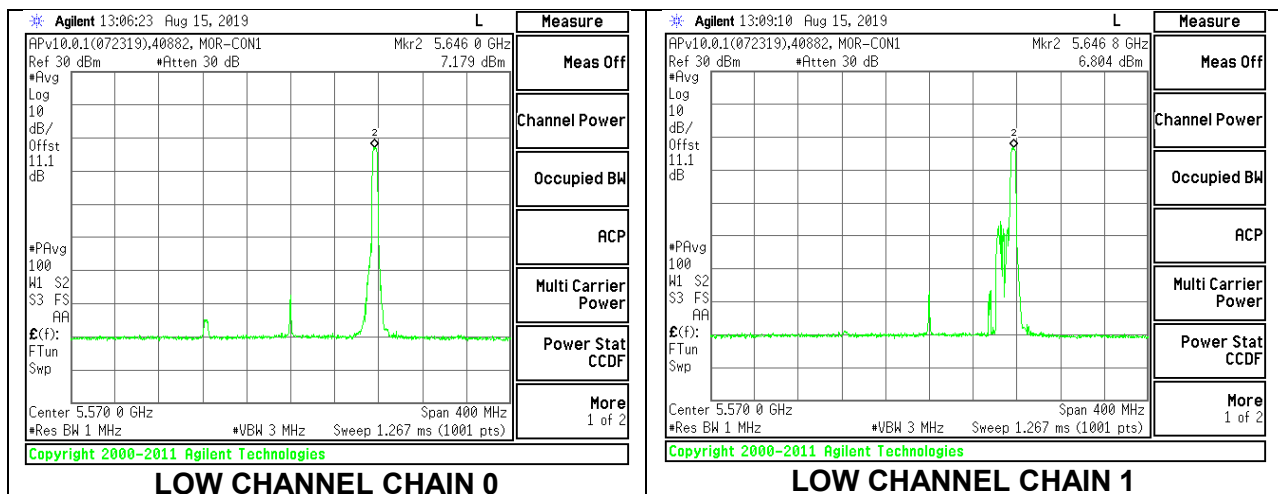 Agilent 13:06:23 Aug 15, 2019 L Measure
APv10.0.1(072319),40882, MOR-CON1 Mkr2 5.646 0 GHz
Ref 30 dBm #Atten 30 dB 7.179 dBm
Meas Off
#Avg
Log
10
dB/
Offst
11.1
dB
2
Channel Power
Occupied BW
ACP
#PAvg
100
W1 S2
S3 FS
AA
£(f):
FTun
Swp
Multi Carrier
Power
Power Stat
CCDF
More
1 of 2
Center 5.570 0 GHz Span 400 MHz
#Res BW 1 MHz #VBW 3 MHz Sweep 1.267 ms (1001 pts)
Copyright 2000-2011 Agilent Technologies
LOW CHANNEL CHAIN 0
Agilent 13:09:10 Aug 15, 2019 L Measure
APv10.0.1(072319),40882, MOR-CON1 Mkr2 5.646 8 GHz
Ref 30 dBm #Atten 30 dB 6.804 dBm
Meas Off
#Avg
Log
10
dB/
Offst
11.1
dB
2
Channel Power
Occupied BW
ACP
#PAvg
100
W1 S2
S3 FS
AA
£(f):
FTun
Swp
Multi Carrier
Power
Power Stat
CCDF
More
1 of 2
Center 5.570 0 GHz Span 400 MHz
#Res BW 1 MHz #VBW 3 MHz Sweep 1.267 ms (1001 pts)
Copyright 2000-2011 Agilent Technologies
LOW CHANNEL CHAIN 1